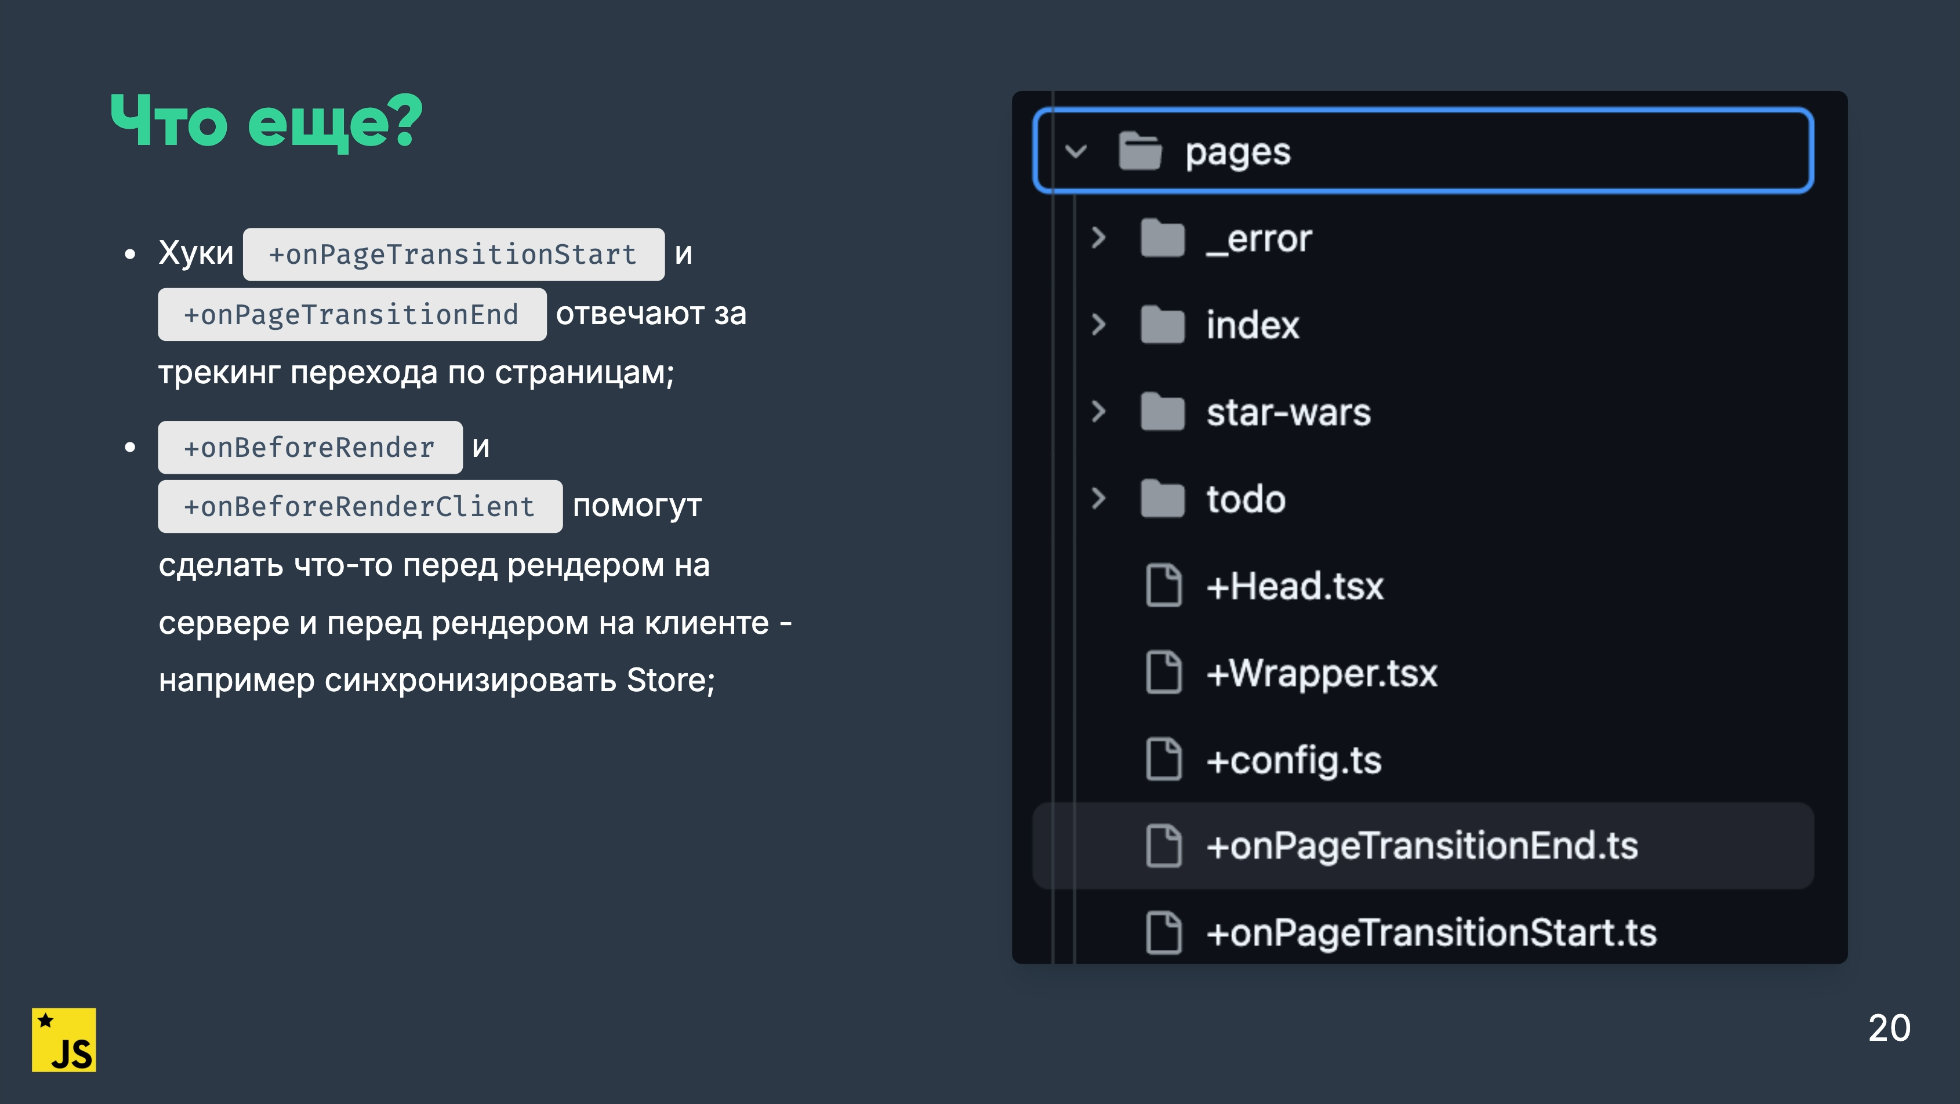 Что еще?
• Хуки +onPageTransitionStart и
+onPageTransitionEnd отвечают за
трекинг перехода по страницам;
• +onBeforeRender и
+onBeforeRenderClient помогут
сделать что-то перед рендером на
сервере и перед рендером на клиенте -
например синхронизировать Store;
pages
_error
index
star-wars
todo
+Head.tsx
+Wrapper.tsx
+config.ts
+onPageTransitionEnd.ts
+onPageTransitionStart.ts
JS
20